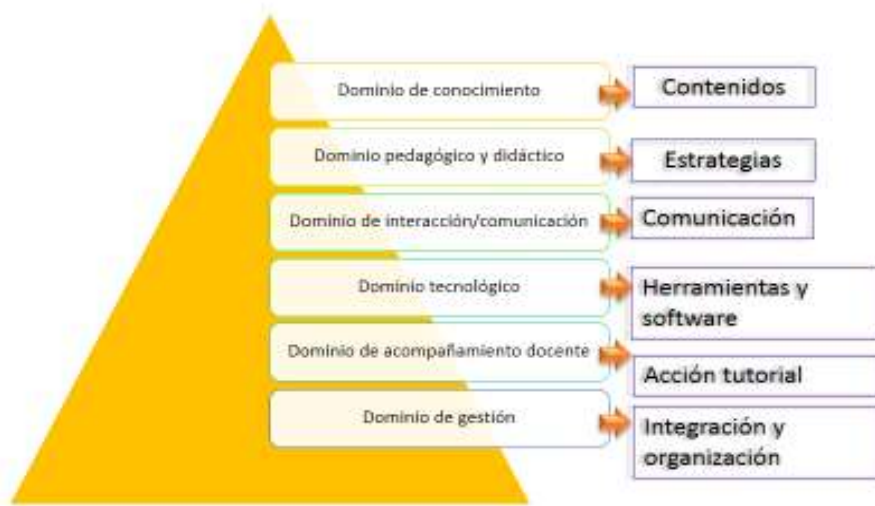 Dominio de conocimiento
Contenidos
Dominio pedagógico y didáctico
Estrategias
Dominio de interacción/comunicación
Comunicación
Dominio tecnológico
Herramientas y
software
Dominio de acompañamiento docente
Acción tutorial
Dominio de gestión
Integración y
organización